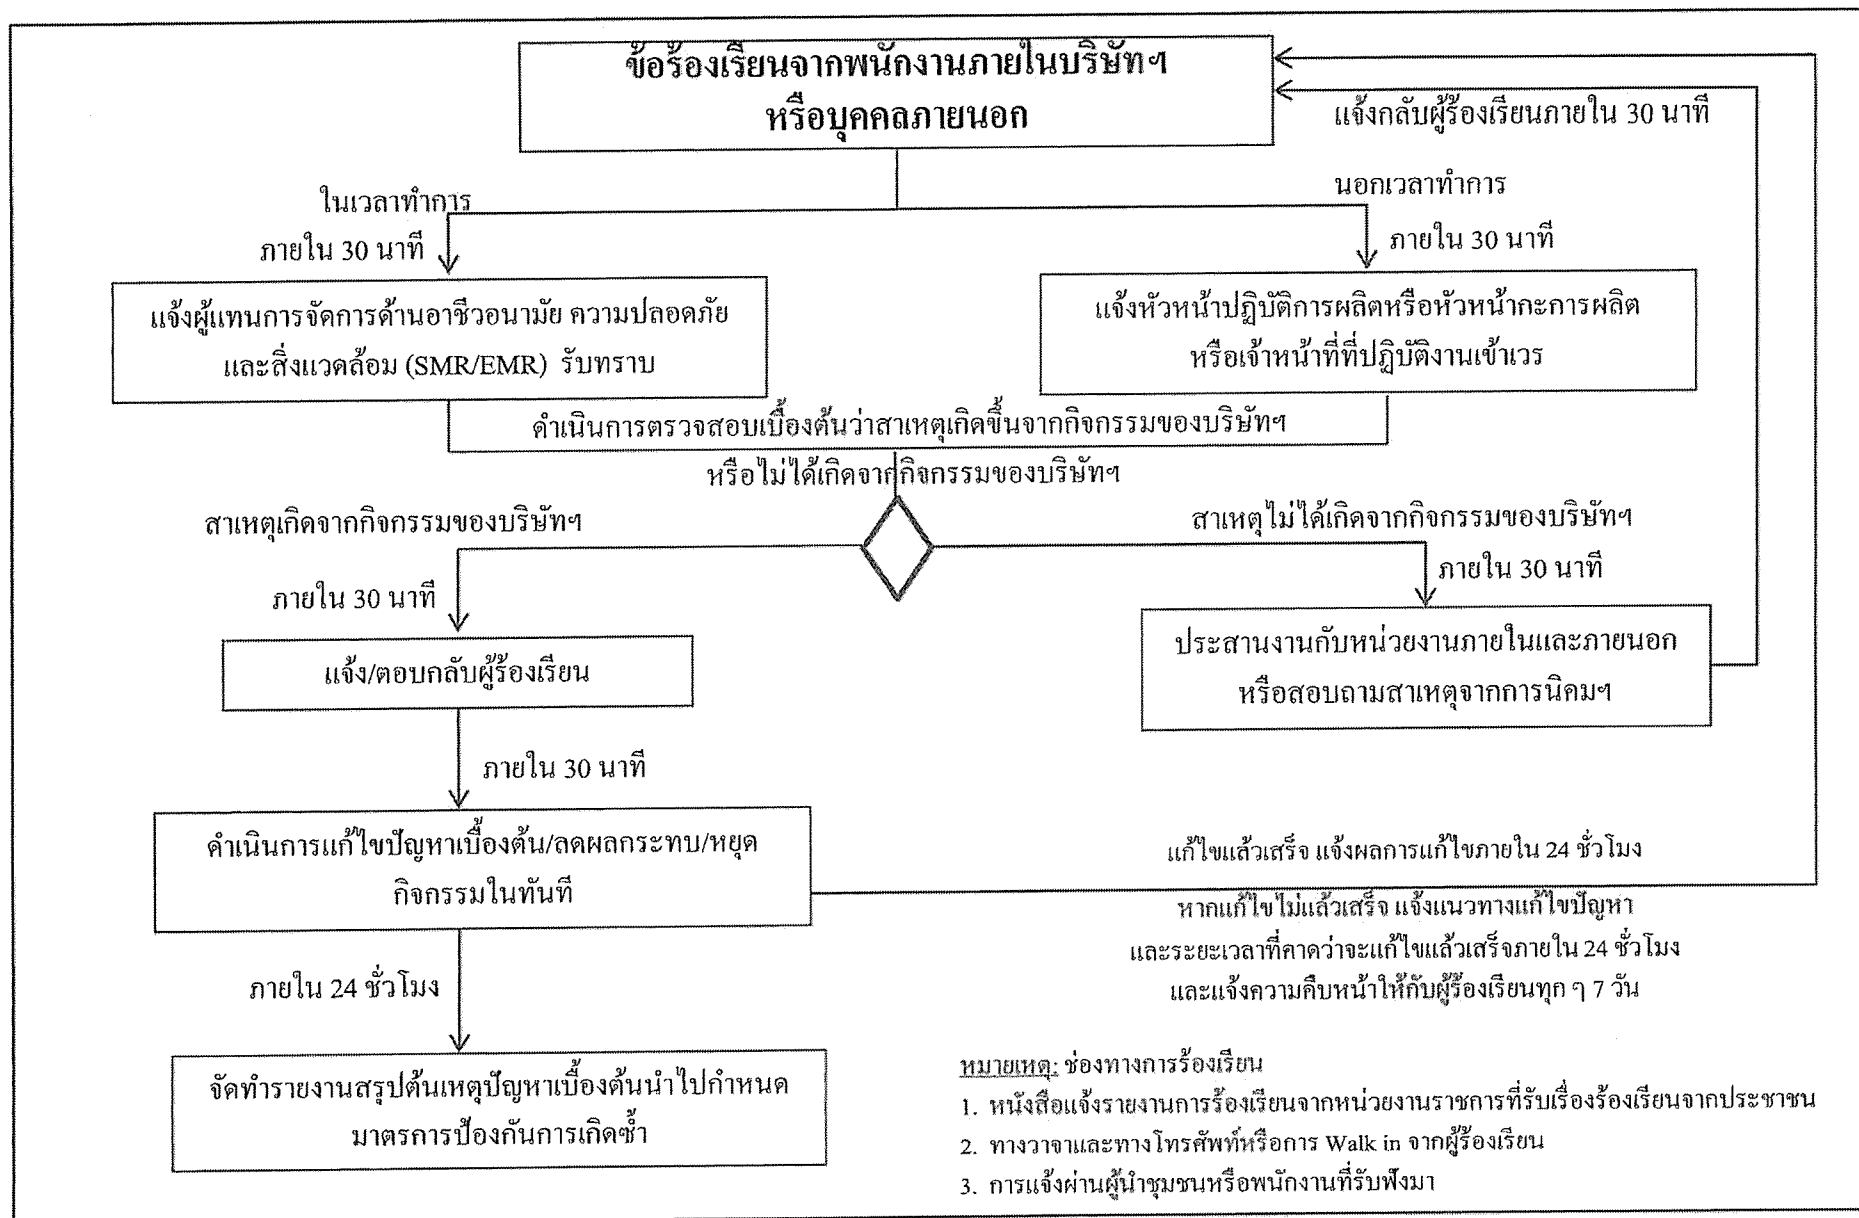 ข้อร้องเรียนจากพนักงานภายในบริษัทฯ
หรือบุคคลภายนอก
แจ้งกลับผู้ร้องเรียนภายใน 30 นาที
ในเวลาทำการ
นอกเวลาทำการ
ภายใน 30 นาที
ภายใน 30 นาที
แจ้งผู้แทนการจัดการด้านอาชีวอนามัย ความปลอดภัย
และสิ่งแวดล้อม (SMR/EMR) รับทราบ
แจ้งหัวหน้าปฏิบัติการผลิตหรือหัวหน้ากะการผลิต
หรือเจ้าหน้าที่ที่ปฏิบัติงานเข้าเวร
ดำเนินการตรวจสอบเบื้องต้นว่าสาเหตุเกิดขึ้นจากกิจกรรมของบริษัทฯ
หรือไม่ได้เกิดจากกิจกรรมของบริษัทฯ
สาเหตุเกิดจากกิจกรรมของบริษัทฯ
สาเหตุไม่ได้เกิดจากกิจกรรมของบริษัทฯ
ภายใน 30 นาที
ภายใน 30 นาที
แจ้ง/ตอบกลับผู้ร้องเรียน
ประสานงานกับหน่วยงานภายในและภายนอก
หรือสอบถามสาเหตุจากการนิคมฯ
ภายใน 30 นาที
ดำเนินการแก้ไขปัญหาเบื้องต้น/ลดผลกระทบ/หยุด
กิจกรรมในทันที
แก้ไขแล้วเสร็จ แจ้งผลการแก้ไขภายใน 24 ชั่วโมง
หากแก้ไขไม่แล้วเสร็จ แจ้งแนวทางแก้ไขปัญหา
และระยะเวลาที่คาดว่าจะแก้ไขแล้วเสร็จภายใน 24 ชั่วโมง
และแจ้งความคืบหน้าให้กับผู้ร้องเรียนทุก ๆ 7 วัน
ภายใน 24 ชั่วโมง
จัดทำรายงานสรุปต้นเหตุปัญหาเบื้องต้นนำไปกำหนด
มาตรการป้องกันการเกิดซ้ำ
หมายเหตุ: ช่องทางการร้องเรียน
1. หนังสือแจ้งรายงานการร้องเรียนจากหน่วยงานราชการที่รับเรื่องร้องเรียนจากประชาชน
2. ทางวาจาและทางโทรศัพท์หรือการ Walk in จากผู้ร้องเรียน
3. การแจ้งผ่านผู้นำชุมชนหรือพนักงานที่รับฟังมา